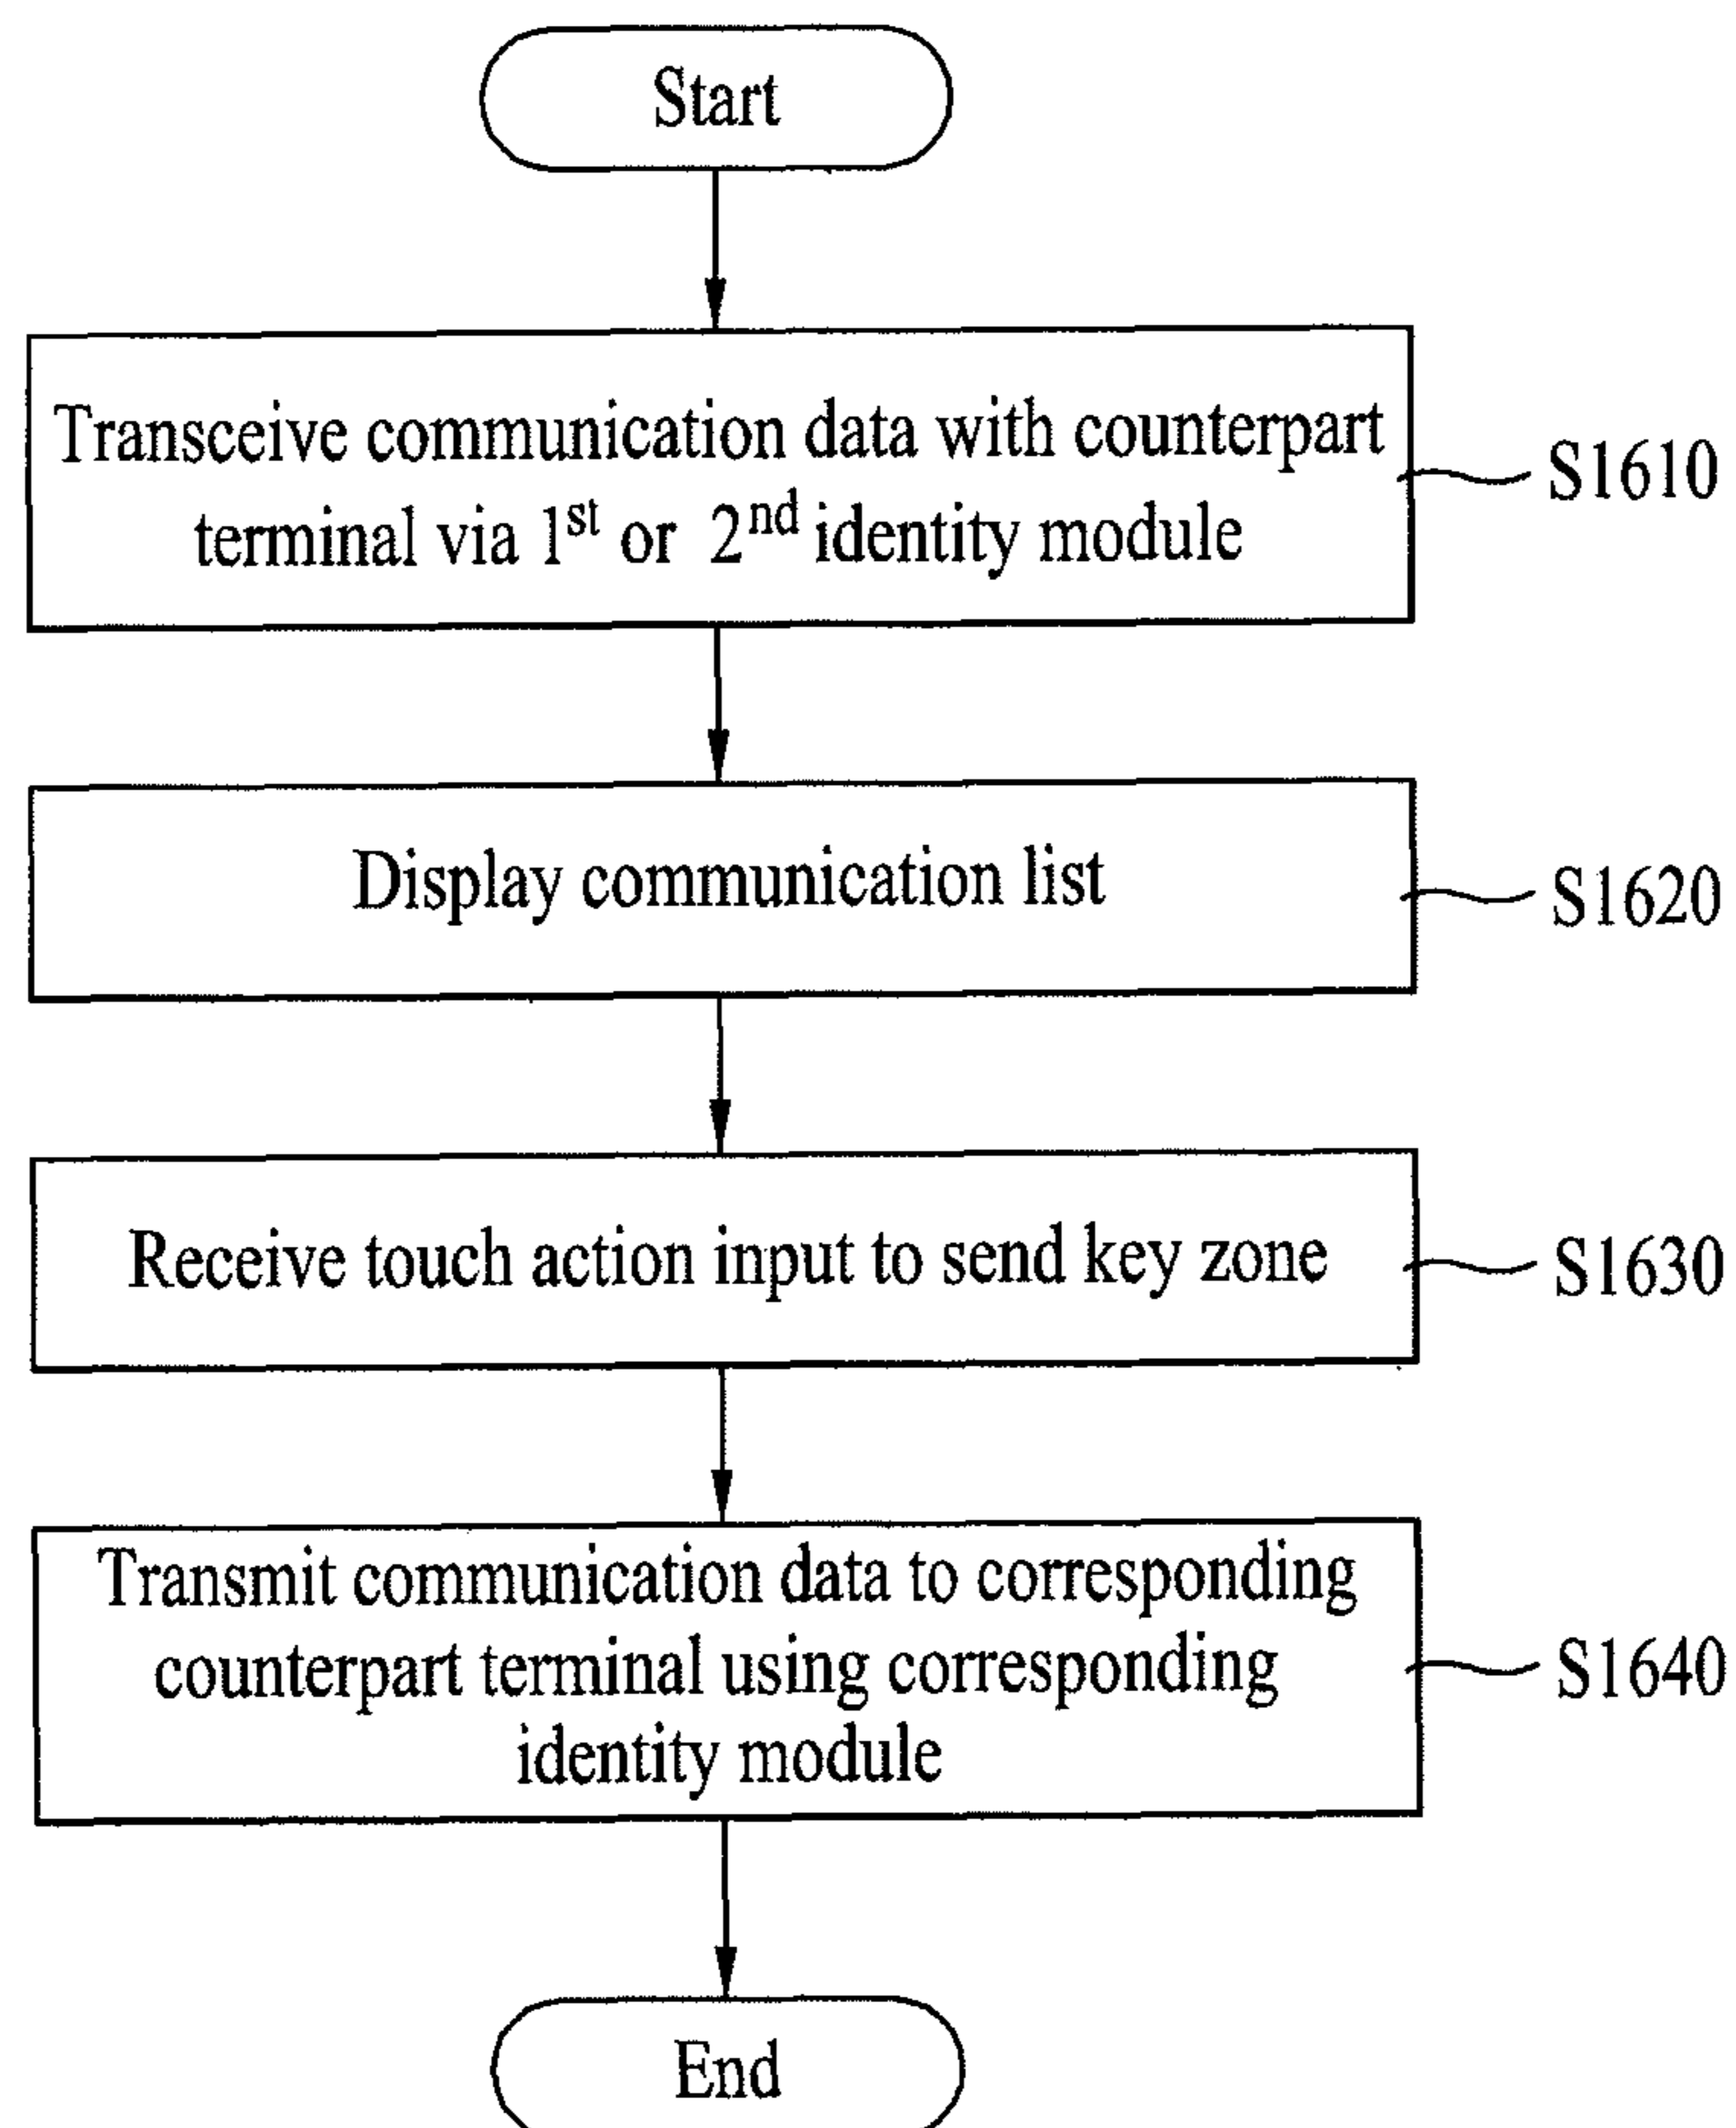 Start
Transceive communication data with counterpart
terminal via 1st or 2nd identity module
S1610
Display communication list
S1620
Receive touch action input to send key zone
S1630
Transmit communication data to corresponding
counterpart terminal using corresponding
identity module
S1640
End